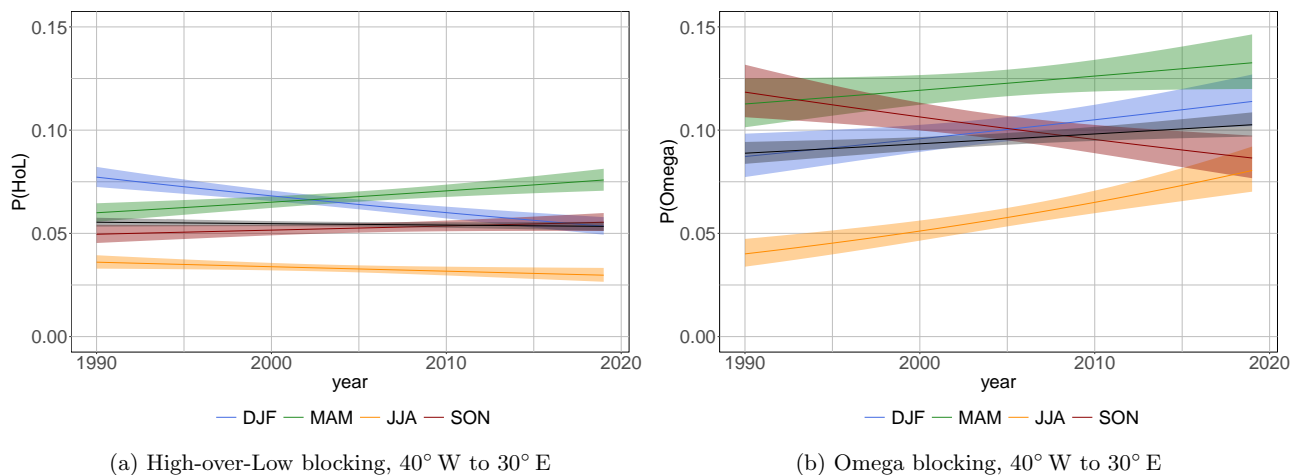 0.15
0.10
0.05
0.00
P(HoL)
1990 2000 2010 2020
year
DJF MAM JJA SON
(a) High-over-Low blocking, 40° W to 30° E
0.15
0.10
0.05
0.00
P(Omega)
1990 2000 2010 2020
year
DJF MAM JJA SON
(b) Omega blocking, 40° W to 30° E